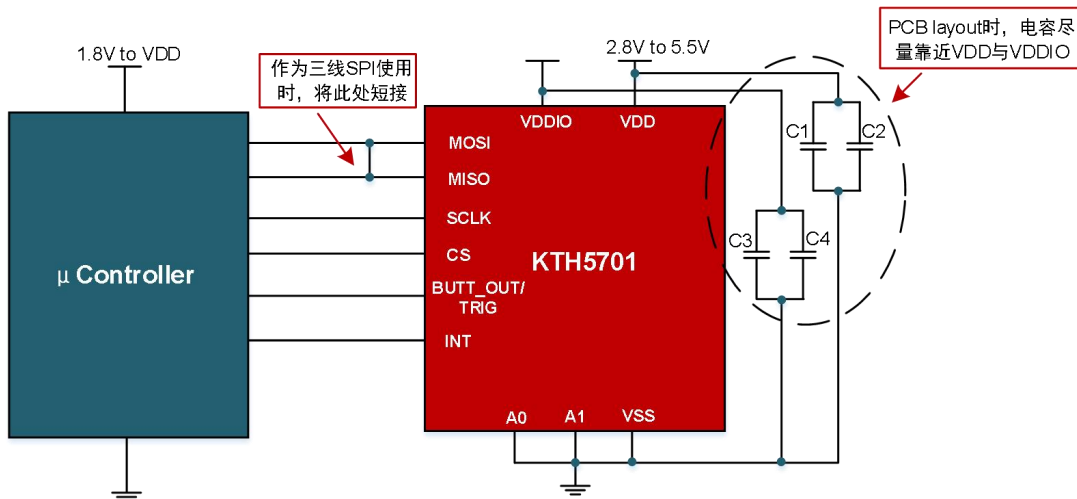 1.8V to VDD
作为三线SPI使用
时，将此处短接
2.8V to 5.5V
PCB layout时，电容尽
量靠近VDD与VDDIO
VDDIO
VDD
C1
C2
MOSI
MISO
SCLK
CS
BUTT_OUT/
TRIG
INT
μ Controller
KTH5701
C3
C4
A0
A1
VSS